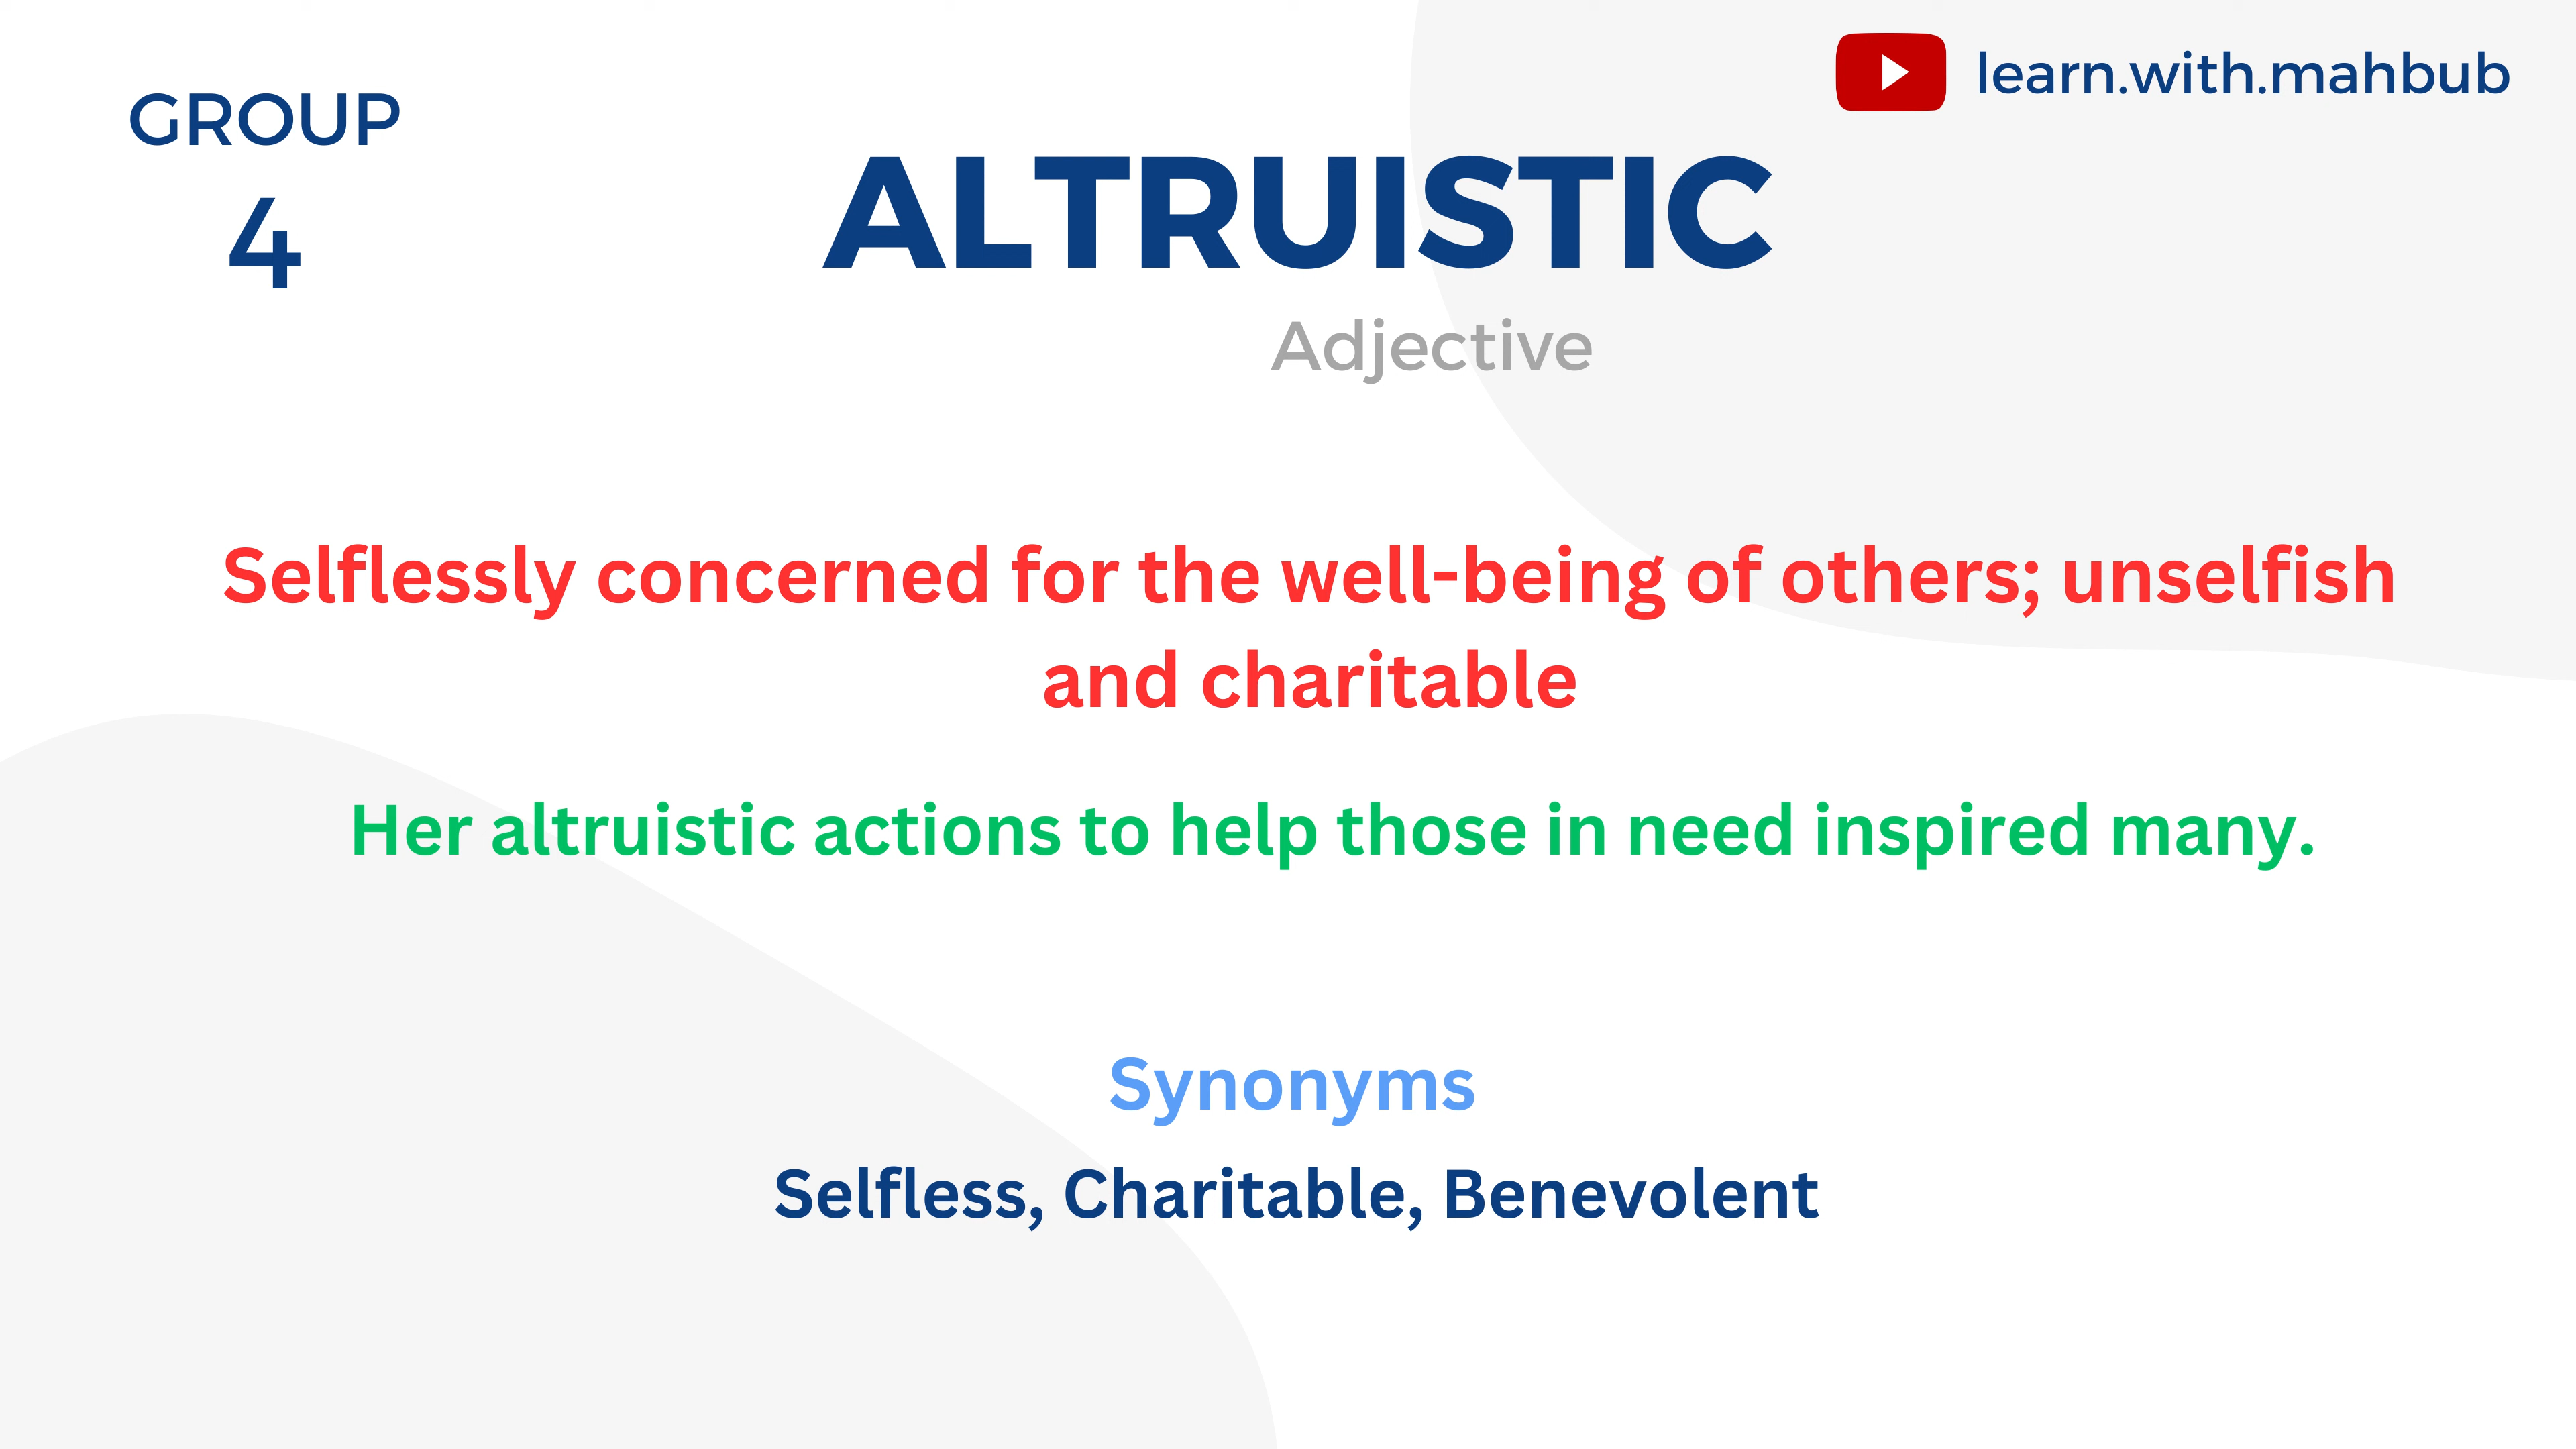 learn.with.mahbub
GROUP
4
ALTRUISTIC
Adjective
Selflessly concerned for the well-being of others; unselfish
and charitable
Her altruistic actions to help those in need inspired many.
Synonyms
Selfless, Charitable, Benevolent